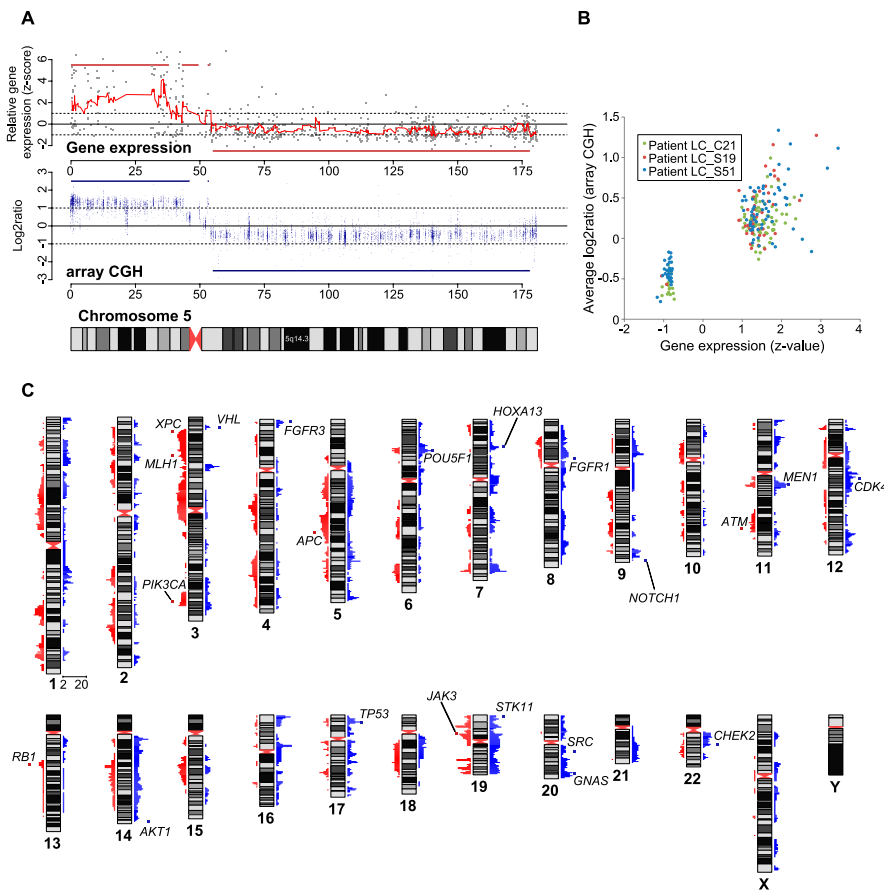 A
Relative gene
expression (z-score)
6
4
2
0
-2
Gene expression
0 25 50 75 100 125 150 175
Log2ratio
3
2
1
0
-1
-2
-3
array CGH
0 25 50 75 100 125 150 175
Chromosome 5
5q14.3
B
Average log2ratio (array CGH)
1.5
1.0
0.5
0
-0.5
-1.0
Patient LC_C21
Patient LC_S19
Patient LC_S51
-2 -1 0 1 2 3 4
Gene expression (z-value)
C
XPC VHL FGFR3 POU5F1 HOXA13 FGFR1 MEN1 CDK4
MLH1
PIK3CA APC NOTCH1 ATM
1 2 3 4 5 6 7 8 9 10 11 12
2 20
RB1 AKT1 TP53 JAK3 STK11 SRC GNAS CHEK2
13 14 15 16 17 18 19 20 21 22 X Y